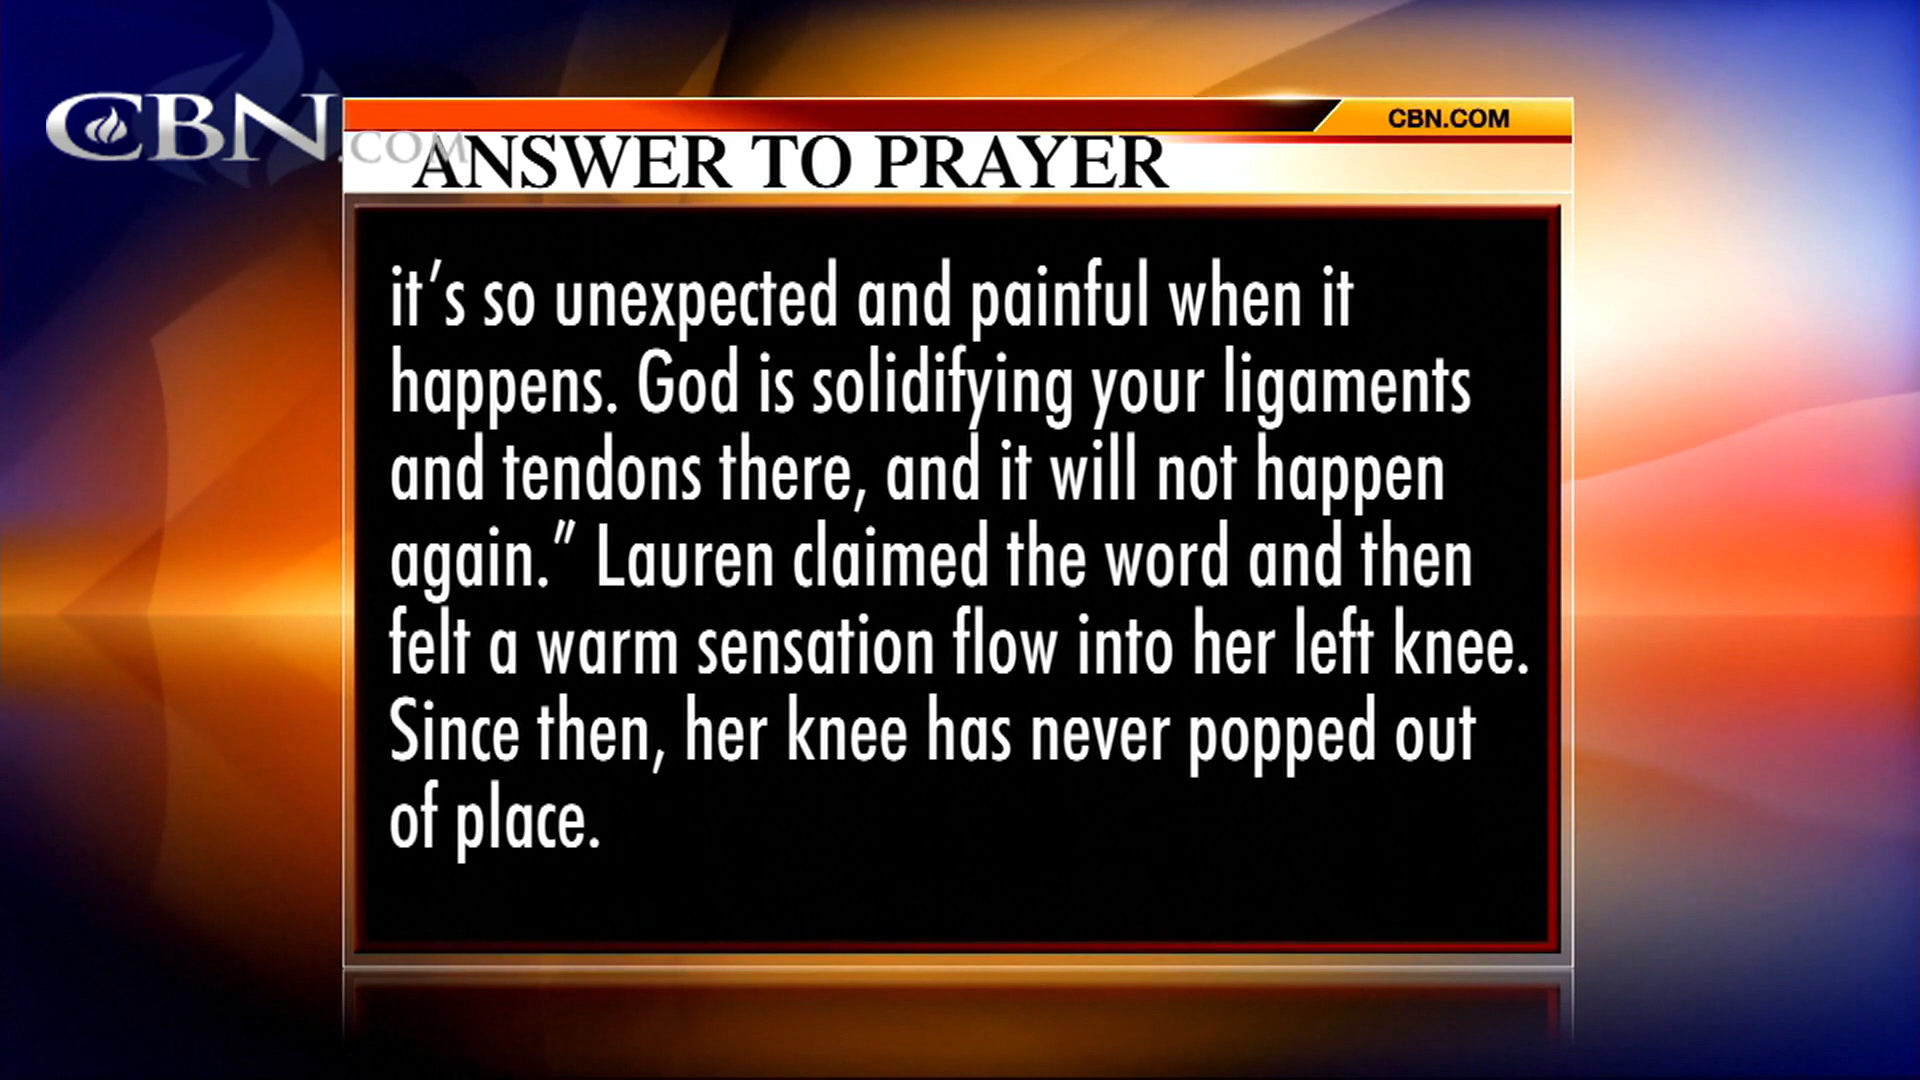 CBN.COM
CBN.COM
ANSWER TO PRAYER
it’s so unexpected and painful when it
happens. God is solidifying your ligaments
and tendons there, and it will not happen
again.” Lauren claimed the word and then
felt a warm sensation flow into her left knee.
Since then, her knee has never popped out
of place.